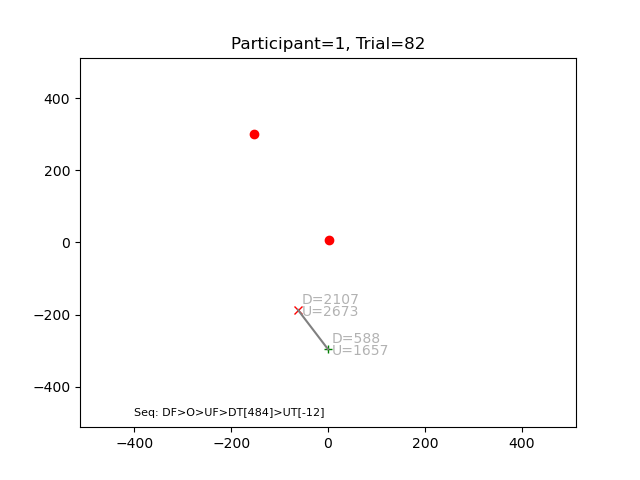 Participant=1, Trial=82
400
200
0
−200
−400
D=2107
U=2673
D=588
U=1657
Seq: DF>O>UF>DT[484]>UT[-12]
−400
−200
0
200
400